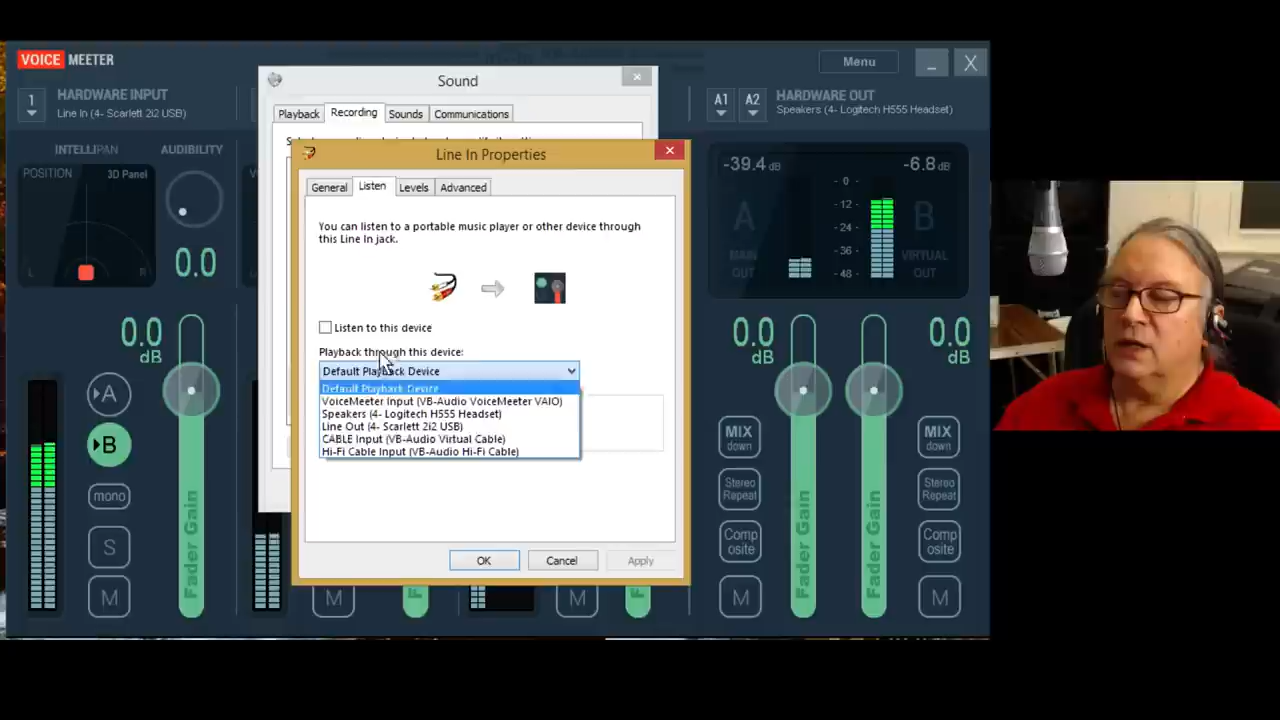 VOICE MEETER
Menu
_ X
Sound
1
HARDWARE INPUT
Line In (4- Scarlett 2i2 USB)
A1 A2
HARDWARE OUT
Speakers (4- Logitech H555 Headset)
Playback Recording Sounds Communications
INTELLIPAN AUDIBILITY
POSITION 3D Panel
L R
0.0
Line In Properties
General Listen Levels Advanced
You can listen to a portable music player or other device through
this Line In jack.
Listen to this device
Playback through this device:
Default Playback Device
Default Playback Device
VoiceMeeter Input (VB-Audio VoiceMeeter VAIO)
Speakers (4- Logitech H555 Headset)
Line Out (4- Scarlett 2i2 USB)
CABLE Input (VB-Audio Virtual Cable)
Hi-Fi Cable Input (VB-Audio Hi-Fi Cable)
OK Cancel Apply
-39.4 dB -6.8 dB
- 0 -
- 12 -
- 24 -
- 36 -
- 48 -
A B
MAIN OUT
VIRTUAL OUT
0.0 dB
A
B
mono
S
M
Fader Gain
M
F
M
F
0.0 dB
0.0 dB
MIX down
Stereo Repeat
Comp osite
M
Fader Gain
Fader Gain
MIX down
Stereo Repeat
Comp osite
M